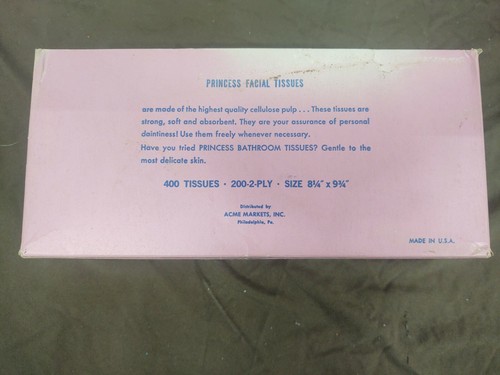 PRINCESS FACIAL TISSUES
are made of the highest quality cellulose pulp . . . These tissues are
strong, soft and absorbent. They are your assurance of personal
daintiness! Use them freely whenever necessary.
Have you tried PRINCESS BATHROOM TISSUES? Gentle to the
most delicate skin.
400 TISSUES · 200-2-PLY · SIZE 8¼" x 9¾"
Distributed by
ACME MARKETS, INC.
Philadelphia, Pa.
MADE IN U.S.A.